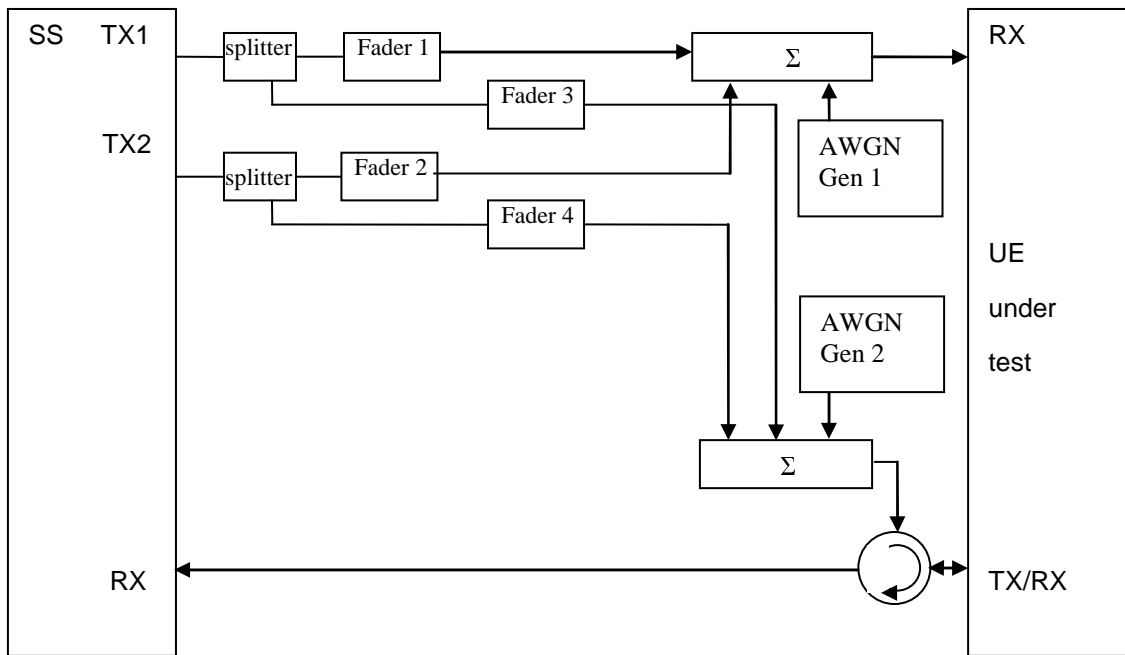 SS TX1
splitter
Fader 1
Σ
RX
Fader 3
TX2
AWGN
Gen 1
splitter
Fader 2
Fader 4
UE
under
test
AWGN
Gen 2
Σ
RX
TX/RX